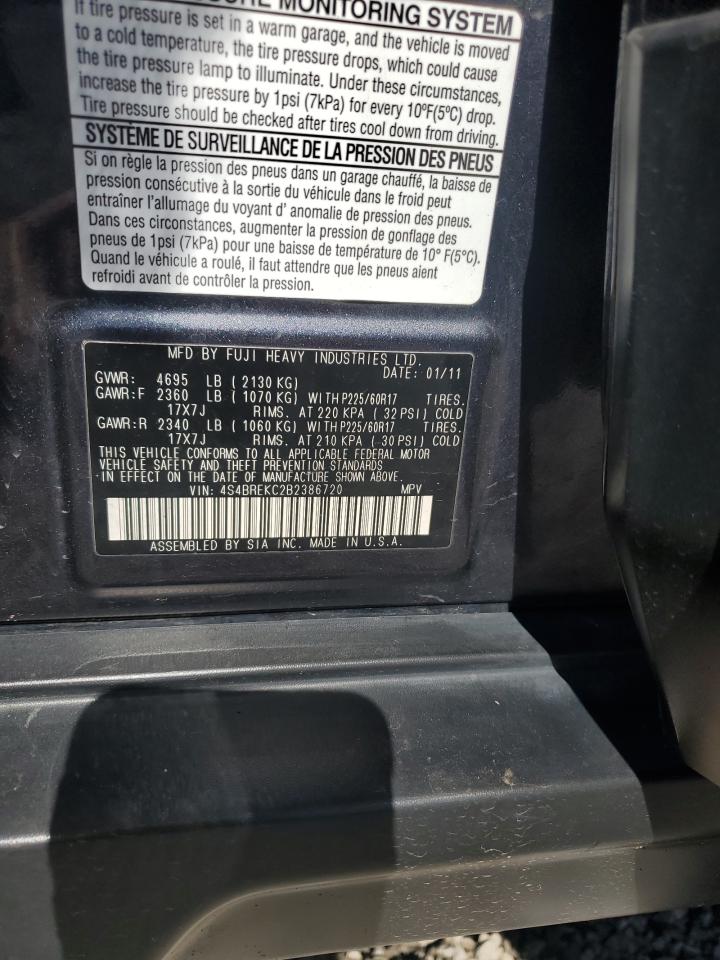 SURE MONITORING SYSTEM
If tire pressure is set in a warm garage, and the vehicle is moved
to a cold temperature, the tire pressure drops, which could cause
the tire pressure lamp to illuminate. Under these circumstances,
increase the tire pressure by 1psi (7kPa) for every 10ºF(5°C) drop.
Tire pressure should be checked after tires cool down from driving.
SYSTÈME DE SURVEILLANCE DE LA PRESSION DES PNEUS
Si on règle la pression des pneus dans un garage chauffé, la baisse de
pression consécutive à la sortie du véhicule dans le froid peut
entraîner l'allumage du voyant d' anomalie de pression des pneus.
Dans ces circonstances, augmenter la pression de gonflage des
pneus de 1psi (7kPa) pour une baisse de température de 10° F(5°C).
Quand le véhicule a roulé, il faut attendre que les pneus aient
refroidi avant de contrôler la pression.
MFD BY FUJI HEAVY INDUSTRIES LTD.
DATE: 01/11
GVWR: 4695 LB ( 2130 KG)
GAWR:F 2360 LB ( 1070 KG) WITH P225/60R17 TIRES.
17X7J RIMS. AT 220 KPA ( 32 PSI) COLD
GAWR:R 2340 LB ( 1060 KG) WITH P225/60R17 TIRES.
17X7J RIMS. AT 210 KPA ( 30 PSI) COLD
THIS VEHICLE CONFORMS TO ALL APPLICABLE FEDERAL MOTOR
VEHICLE SAFETY AND THEFT PREVENTION STANDARDS
IN EFFECT ON THE DATE OF MANUFACTURE SHOWN ABOVE.
VIN: 4S4BREKC2B2386720 MPV
ASSEMBLED BY SIA INC. MADE IN U.S.A.